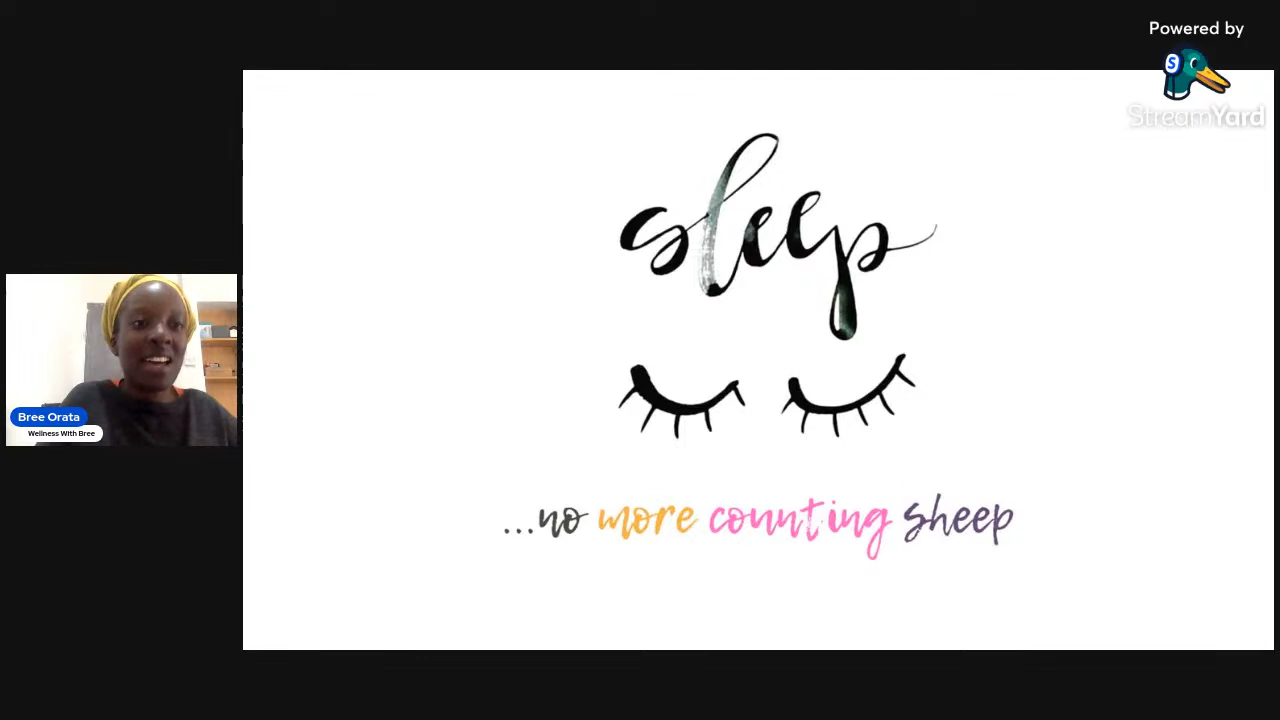 Powered by
S
StreamYard
sleep
...no more counting sheep
Bree Orata
Wellness With Bree